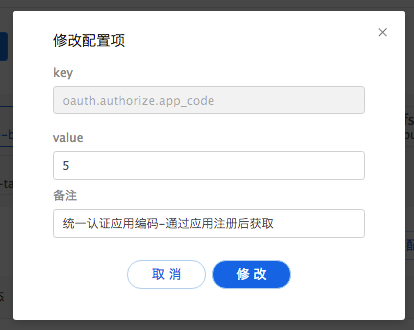 修改配置项
key
oauth.authorize.app_code
value
5
备注
统一认证应用编码-通过应用注册后获取
取 消
修 改